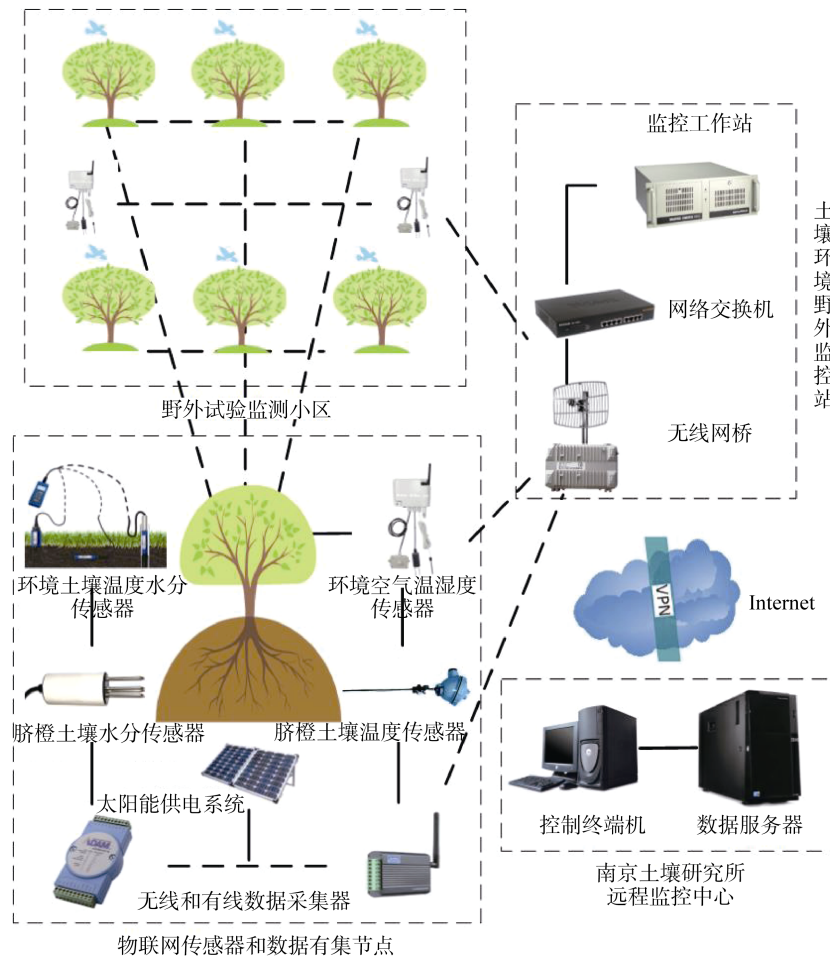 监控工作站
土壤环境野外监控站
网络交换机
无线网桥
野外试验监测小区
环境土壤温度水分
传感器
环境空气温湿度
传感器
VPN
Internet
脐橙土壤水分传感器
脐橙土壤温度传感器
太阳能供电系统
无线和有线数据采集器
物联网传感器和数据有集节点
控制终端机
数据服务器
南京土壤研究所
远程监控中心